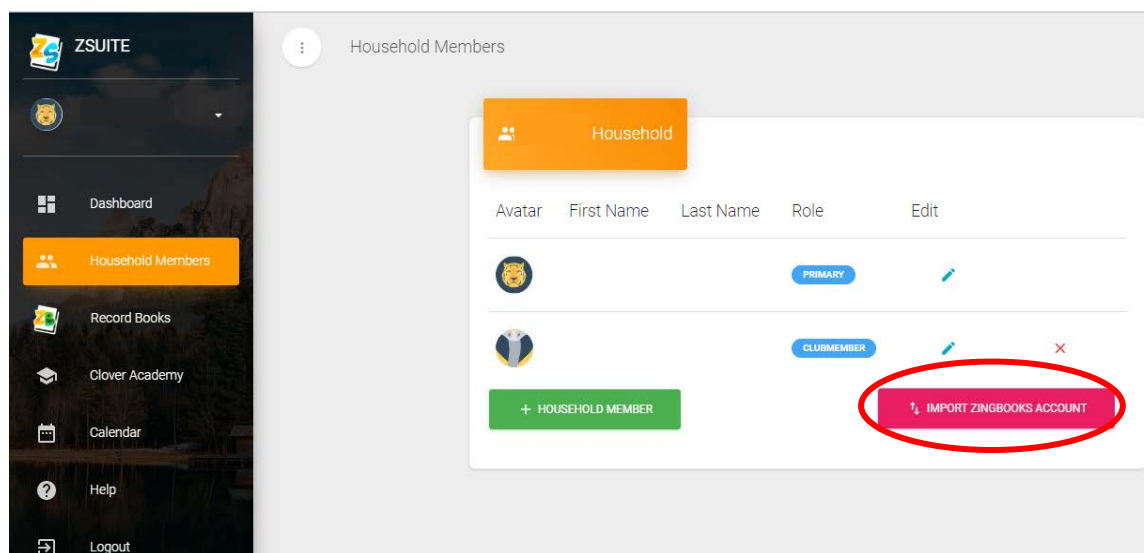 ZSUITE
Dashboard
Household Members
Record Books
Clover Academy
Calendar
Help
Logout
Household Members
Household
Avatar First Name Last Name Role Edit
PRIMARY
CLUBMEMBER
+ HOUSEHOLD MEMBER
IMPORT ZINGBOOKS ACCOUNT